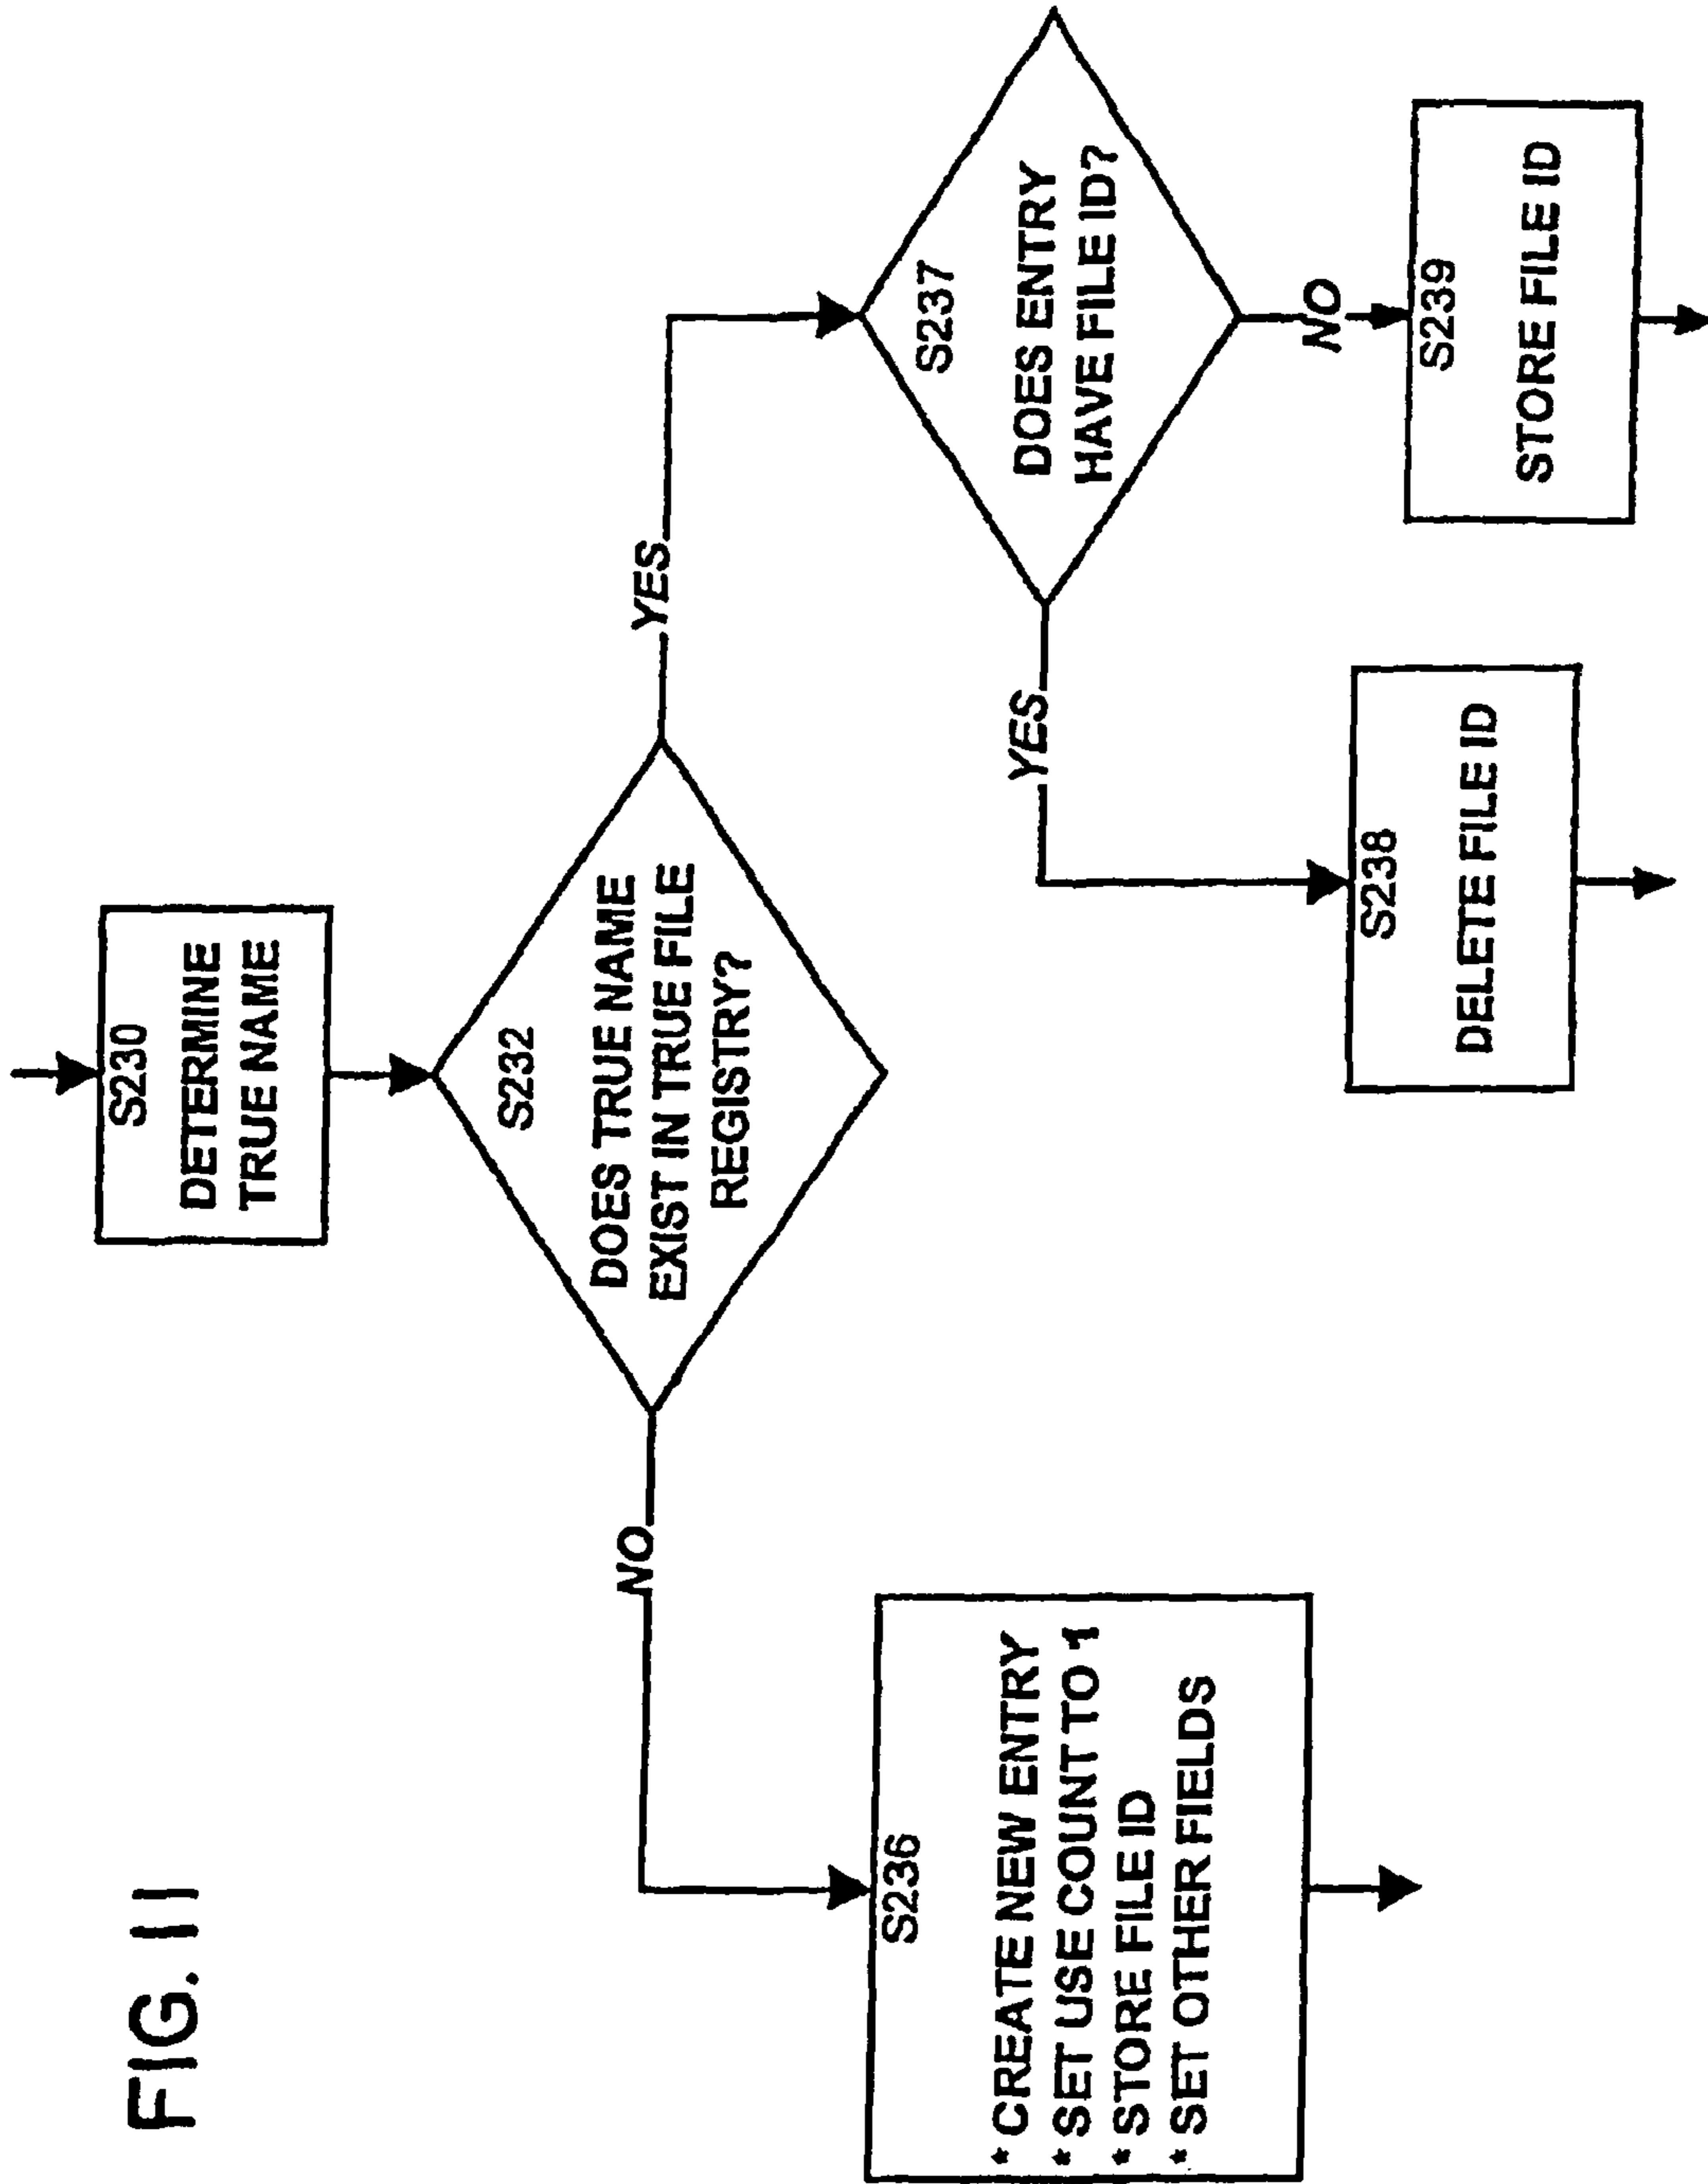 FIG. 11
S230
DETERMINE
TRUE NAME
S232
DOES TRUE NAME
EXIST IN TRUE FILE
REGISTRY?
NO
YES
S236
* CREATE NEW ENTRY
* SET USE COUNT TO 1
* STORE FILE ID
* SET OTHER FIELDS
S237
DOES ENTRY
HAVE FILE ID?
YES
NO
S238
DELETE FILE ID
S239
STORE FILE ID